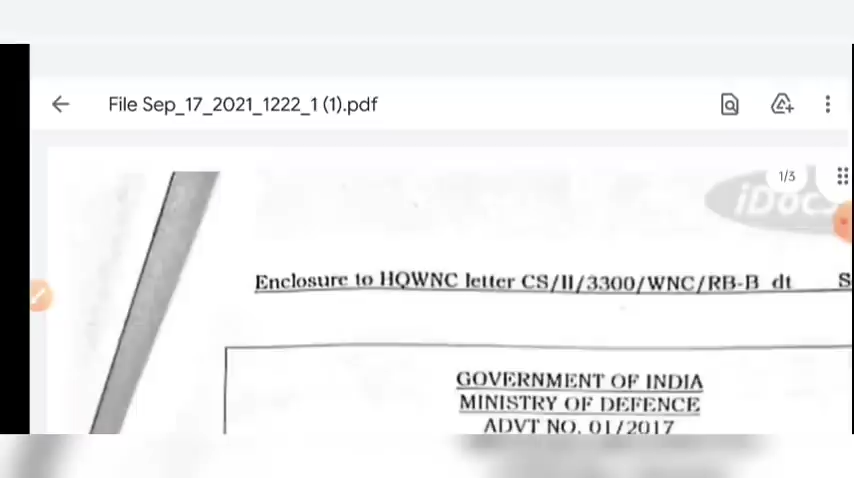 File Sep_17_2021_1222_1 (1).pdf
1/3
iDocs
Enclosure to HQWNC letter CS/II/3300/WNC/RB-B dt S
GOVERNMENT OF INDIA
MINISTRY OF DEFENCE
ADVT NO. 01/2017